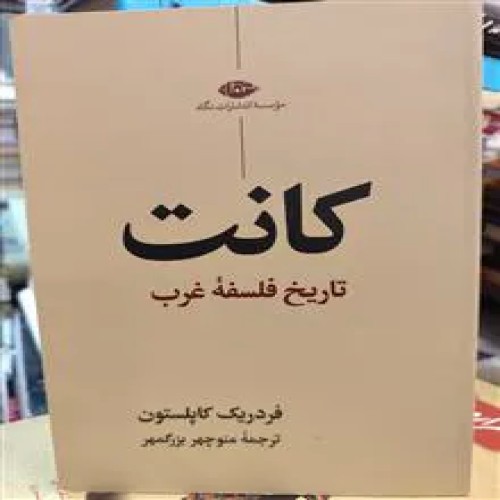 مؤسسهٔ انتشارات نگاه
کانت
تاریخ فلسفهٔ غرب
فردریک کاپلستون
ترجمهٔ منوچهر بزرگمهر